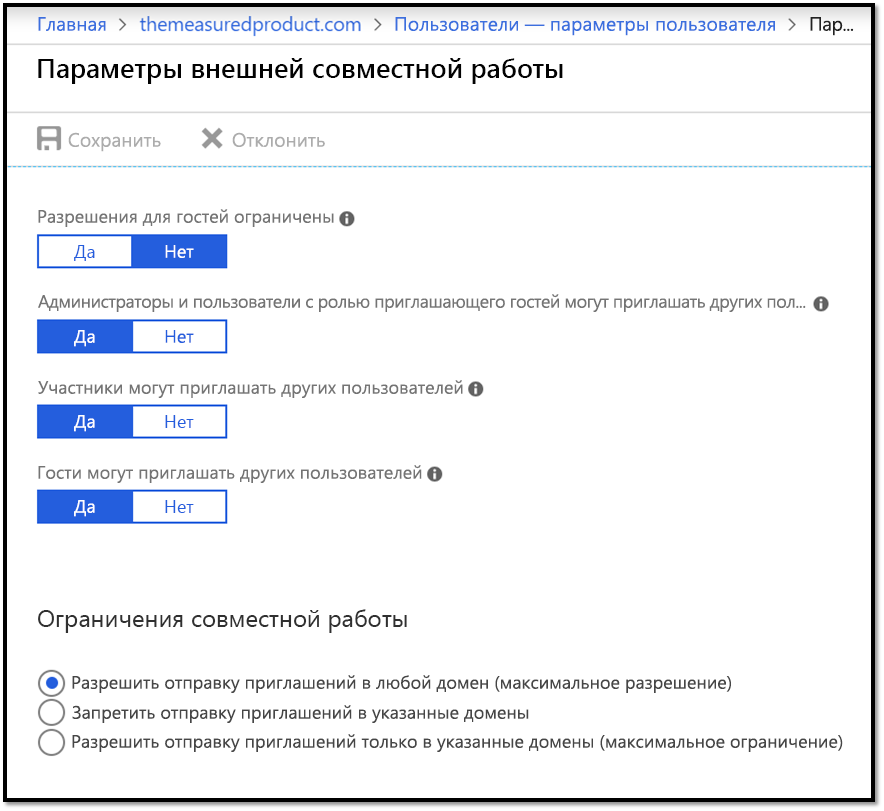 Главная > themeasuredproduct.com > Пользователи — параметры пользователя > Пар...
Параметры внешней совместной работы
Сохранить Отклонить
Разрешения для гостей ограничены
Да Нет
Администраторы и пользователи с ролью приглашающего гостей могут приглашать других пол...
Да Нет
Участники могут приглашать других пользователей
Да Нет
Гости могут приглашать других пользователей
Да Нет
Ограничения совместной работы
Разрешить отправку приглашений в любой домен (максимальное разрешение)
Запретить отправку приглашений в указанные домены
Разрешить отправку приглашений только в указанные домены (максимальное ограничение)